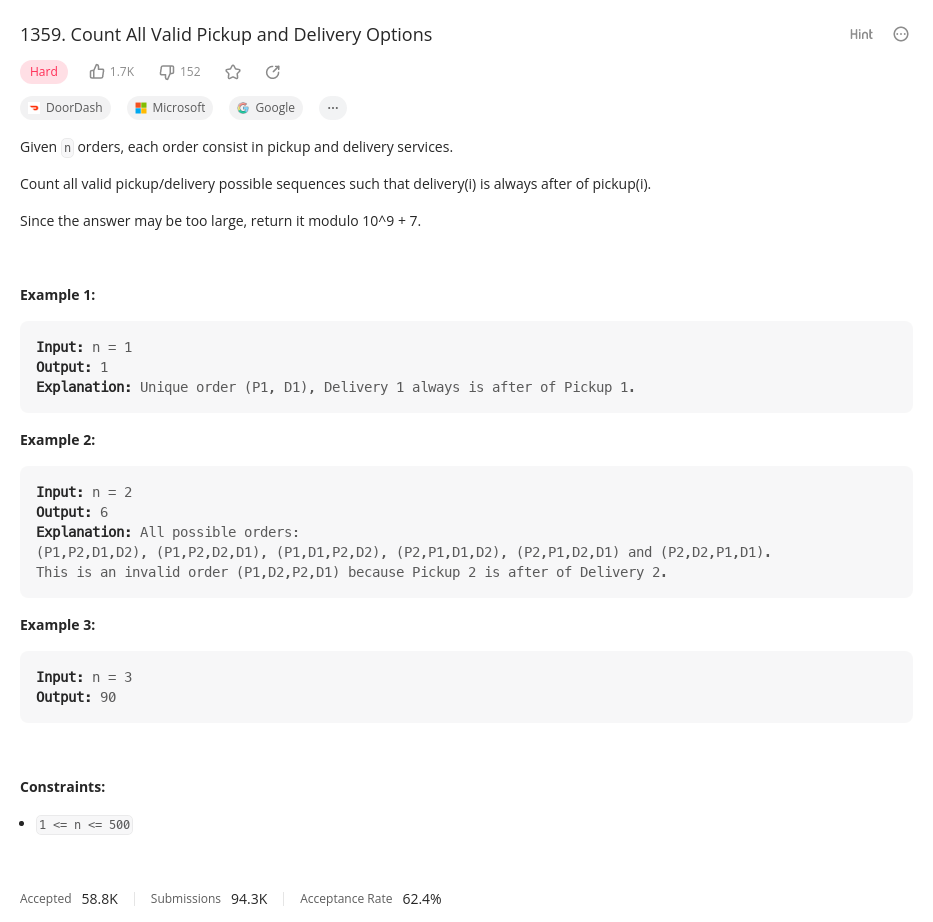 1359. Count All Valid Pickup and Delivery Options
Hint
Hard 1.7K 152
DoorDash Microsoft Google ...
Given n orders, each order consist in pickup and delivery services.
Count all valid pickup/delivery possible sequences such that delivery(i) is always after of pickup(i).
Since the answer may be too large, return it modulo 10^9 + 7.
Example 1:
Input: n = 1
Output: 1
Explanation: Unique order (P1, D1), Delivery 1 always is after of Pickup 1.
Example 2:
Input: n = 2
Output: 6
Explanation: All possible orders:
(P1,P2,D1,D2), (P1,P2,D2,D1), (P1,D1,P2,D2), (P2,P1,D1,D2), (P2,P1,D2,D1) and (P2,D2,P1,D1).
This is an invalid order (P1,D2,P2,D1) because Pickup 2 is after of Delivery 2.
Example 3:
Input: n = 3
Output: 90
Constraints:
• 1 <= n <= 500
Accepted 58.8K Submissions 94.3K Acceptance Rate 62.4%